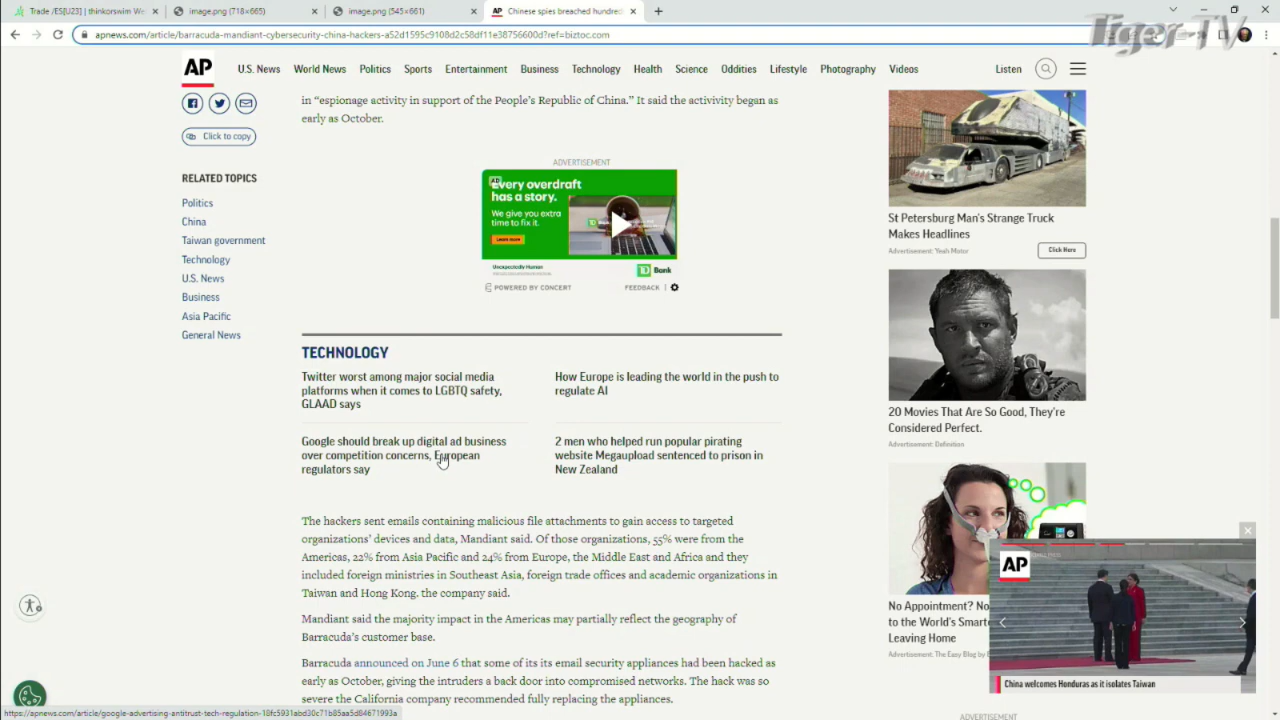 Trade /ES[U23] | thinkorswim We
image.png (718×665)
image.png (545×661)
Chinese spies breached hundred
Tiger-TV
apnews.com/article/barracuda-mandiant-cybersecurity-china-hackers-a52d1595c9108d2c58df11e38756600d?ref=biztoc.com
AP
U.S. News
World News
Politics
Sports
Entertainment
Business
Technology
Health
Science
Oddities
Lifestyle
Photography
Videos
Listen
Click to copy
RELATED TOPICS
Politics
China
Taiwan government
Technology
U.S. News
Business
Asia Pacific
General News
in “espionage activity in support of the People’s Republic of China.” It said the activivity began as
early as October.
ADVERTISEMENT
AD
Every overdraft
has a story.
We give you extra
time to fix it.
Learn more
Unexpectedly Human
TD Bank
POWERED BY CONCERT
FEEDBACK
TECHNOLOGY
Twitter worst among major social media
platforms when it comes to LGBTQ safety,
GLAAD says
How Europe is leading the world in the push to
regulate AI
Google should break up digital ad business
over competition concerns, European
regulators say
2 men who helped run popular pirating
website Megaupload sentenced to prison in
New Zealand
The hackers sent emails containing malicious file attachments to gain access to targeted
organizations’ devices and data, Mandiant said. Of those organizations, 55% were from the
Americas, 22% from Asia Pacific and 24% from Europe, the Middle East and Africa and they
included foreign ministries in Southeast Asia, foreign trade offices and academic organizations in
Taiwan and Hong Kong. the company said.
Mandiant said the majority impact in the Americas may partially reflect the geography of
Barracuda’s customer base.
Barracuda announced on June 6 that some of its its email security appliances had been hacked as
early as October, giving the intruders a back door into compromised networks. The hack was so
severe the California company recommended fully replacing the appliances.
St Petersburg Man's Strange Truck
Makes Headlines
Advertisement: Yeah Motor
Click Here
20 Movies That Are So Good, They're
Considered Perfect.
Advertisement: Definition
No Appointment? No
to the World's Smarte
Leaving Home
Advertisement: The Easy Blog by
AP
China welcomes Honduras as it isolates Taiwan
ADVERTISEMENT
https://apnews.com/article/google-advertising-antitrust-tech-regulation-18fc5931abd30c71b85aa5d84671993a